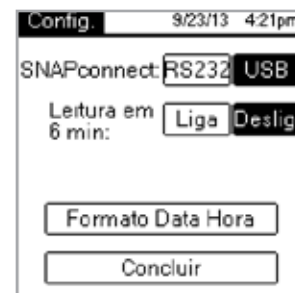 Config. 9/23/13 4:21pm
SNAPconnect: RS232 USB
Leitura em
6 min: Liga Deslig
Formato Data Hora
Concluir